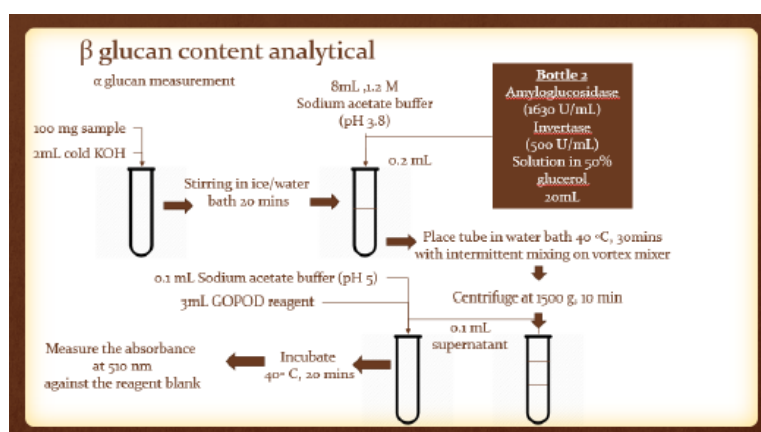 β glucan content analytical
α glucan measurement
100 mg sample
2mL cold KOH
Stirring in ice/water
bath 20 mins
8mL ,1.2 M
Sodium acetate buffer
(pH 3.8)
0.2 mL
Bottle 2
Amyloglucosidase
(1630 U/mL)
Invertase
(500 U/mL)
Solution in 50%
glucerol
20mL
Place tube in water bath 40 ºC, 30mins
with intermittent mixing on vortex mixer
Centrifuge at 1500 g, 10 min
0.1 mL Sodium acetate buffer (pH 5)
3mL GOPOD reagent
0.1 mL
supernatant
Incubate
40º C, 20 mins
Measure the absorbance
at 510 nm
against the reagent blank